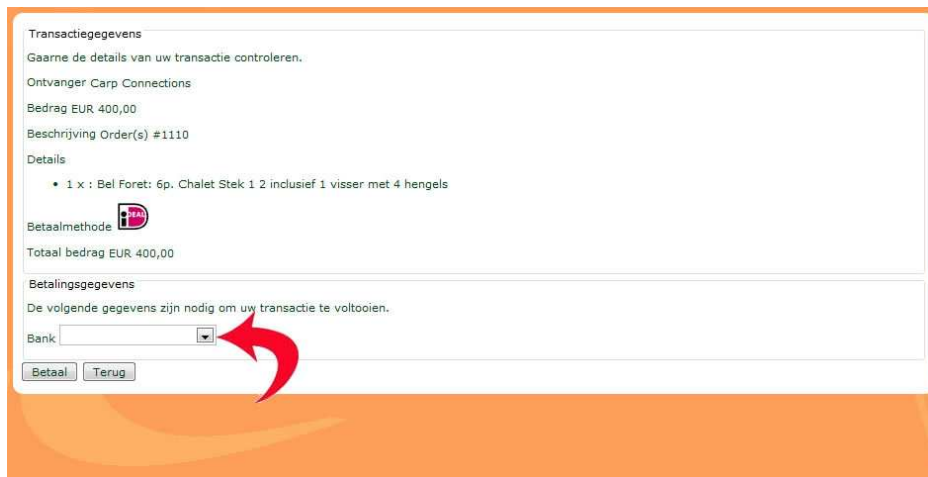 Transactiegegevens
Gaarne de details van uw transactie controleren.
Ontvanger Carp Connections
Bedrag EUR 400,00
Beschrijving Order(s) #1110
Details
• 1 x : Bel Foret: 6p. Chalet Stek 1 2 inclusief 1 visser met 4 hengels
Betaalmethode iDEAL
Totaal bedrag EUR 400,00
Betalingsgegevens
De volgende gegevens zijn nodig om uw transactie te voltooien.
Bank
Betaal Terug